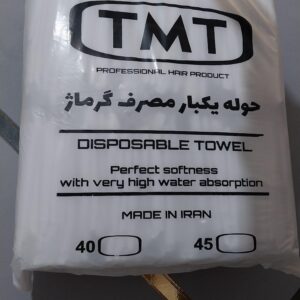 TMT
PROFESSIONAL HAIR PRODUCT
حوله یکبار مصرف گرماژ
DISPOSABLE TOWEL
Perfect softness
with very high water absorption
MADE IN IRAN
40 45